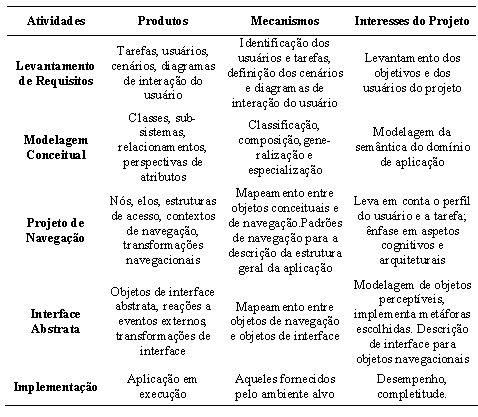 Atividades Produtos Mecanismos Interesses do Projeto
Levantamento de Requisitos
Tarefas, usuários,
cenários, diagramas
de interação do
usuário
Identificação dos
usuários e tarefas,
definição dos cenários
e diagramas de
interação do usuário
Levantamento dos
objetivos e dos
usuários do projeto
Modelagem
Conceitual
Classes, sub-
sistemas,
relacionamentos,
perspectivas de
atributos
Classificação,
composição, gene-
ralização e
especialização
Modelagem da
semântica do domínio
de aplicação
Projeto de
Navegação
Nós, elos, estruturas
de acesso, contextos
de navegação,
transformações
navegacionais
Mapeamento entre
objetos conceituais e
de navegação.Padrões
de navegação para a
descrição da estrutura
geral da aplicação
Leva em conta o perfil
do usuário e a tarefa;
ênfase em aspetos
cognitivos e
arquiteturais
Interface
Abstrata
Objetos de interface
abstrata, reações a
eventos externos,
transformações de
interface
Mapeamento entre
objetos de navegação
e objetos de interface
Modelagem de objetos
perceptíveis,
implementa metáforas
escolhidas. Descrição
de interface para
objetos navegacionais
Implementação
Aplicação em
execução
Aqueles fornecidos
pelo ambiente alvo
Desempenho,
completitude.